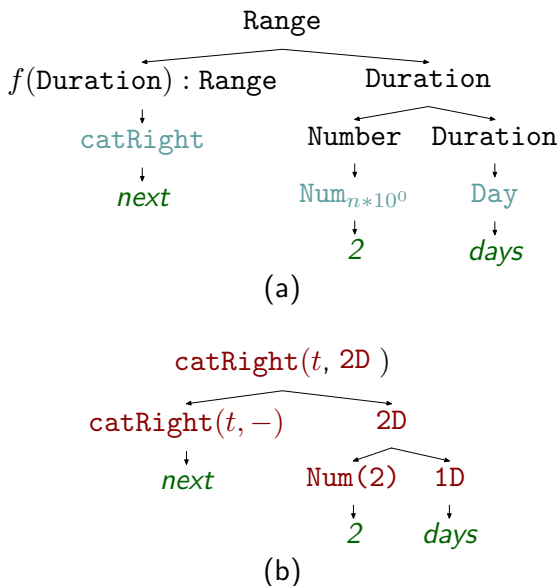 Range
f(Duration) : Range Duration
catRight Number Duration
next Num_{n*10^0} Day
2 days
(a)
catRight(t, 2D )
catRight(t, −) 2D
next Num(2) 1D
2 days
(b)